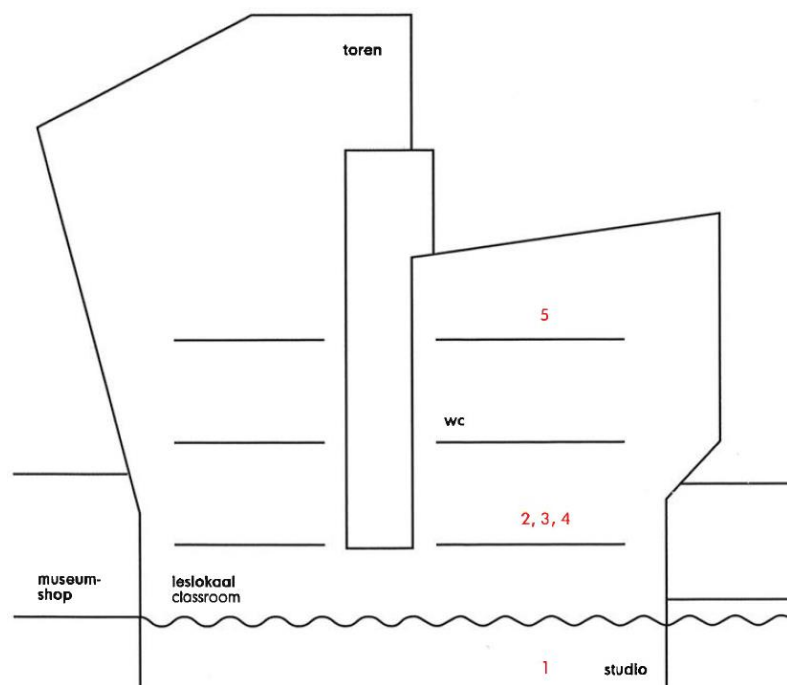 toren
5
wc
2, 3, 4
museum-
shop
leslokaal
classroom
1
studio